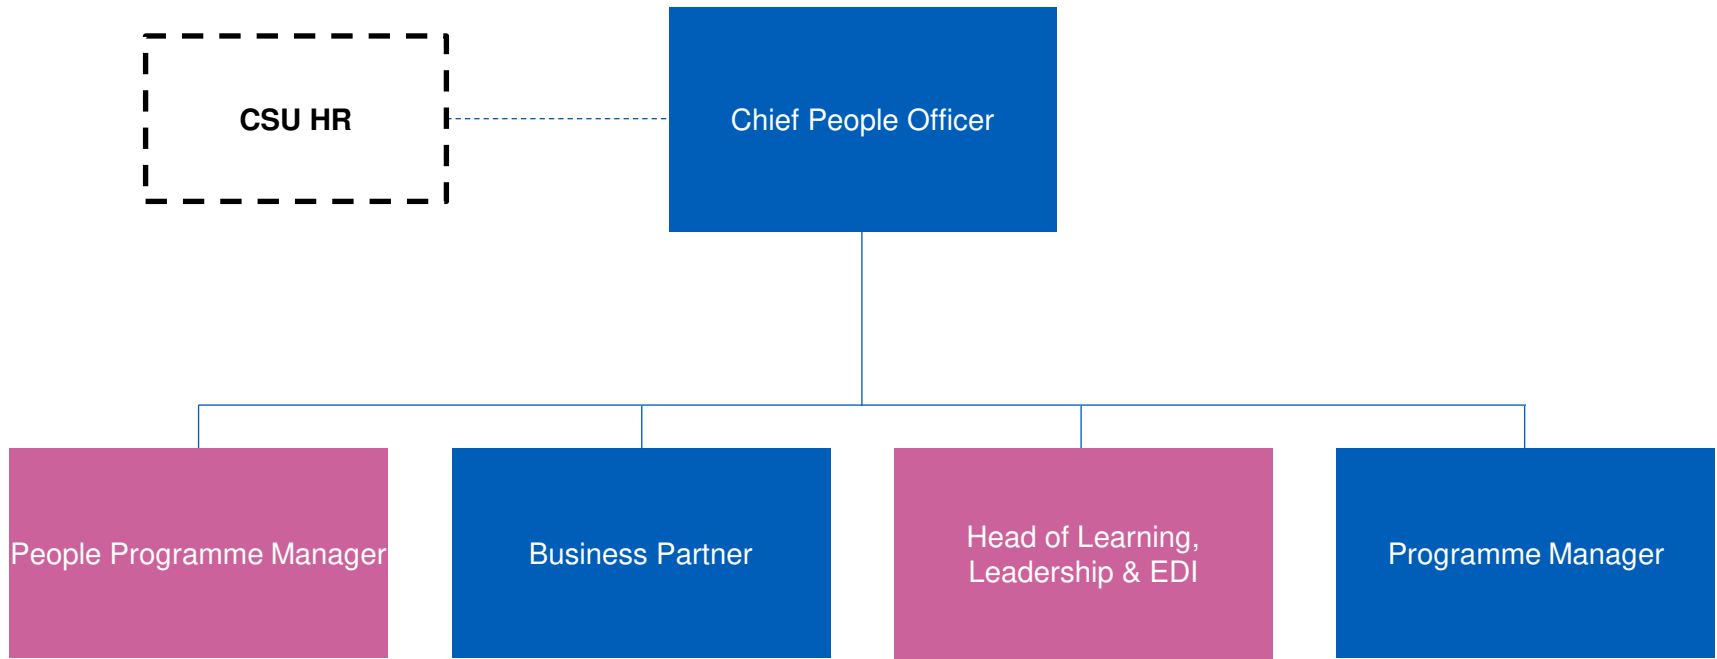 CSU HR
Chief People Officer
People Programme Manager
Business Partner
Head of Learning,
Leadership & EDI
Programme Manager